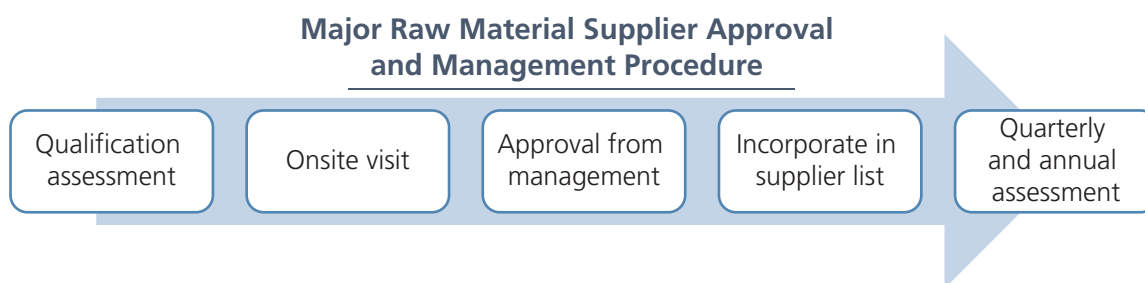 Major Raw Material Supplier Approval
and Management Procedure
Qualification
assessment
Onsite visit
Approval from
management
Incorporate in
supplier list
Quarterly
and annual
assessment